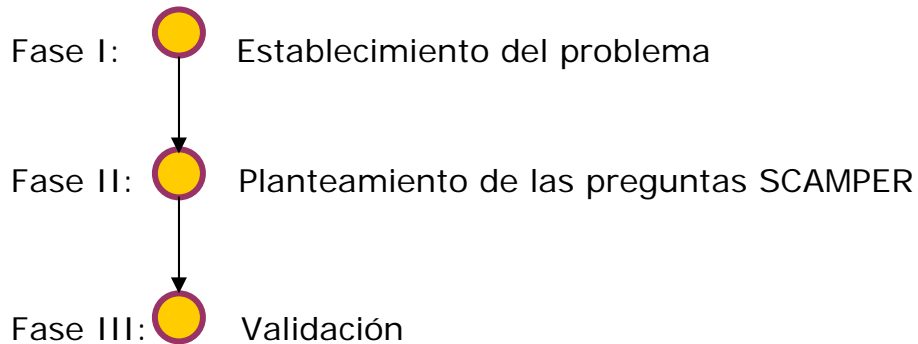 Fase I: Establecimiento del problema
Fase II: Planteamiento de las preguntas SCAMPER
Fase III: Validación